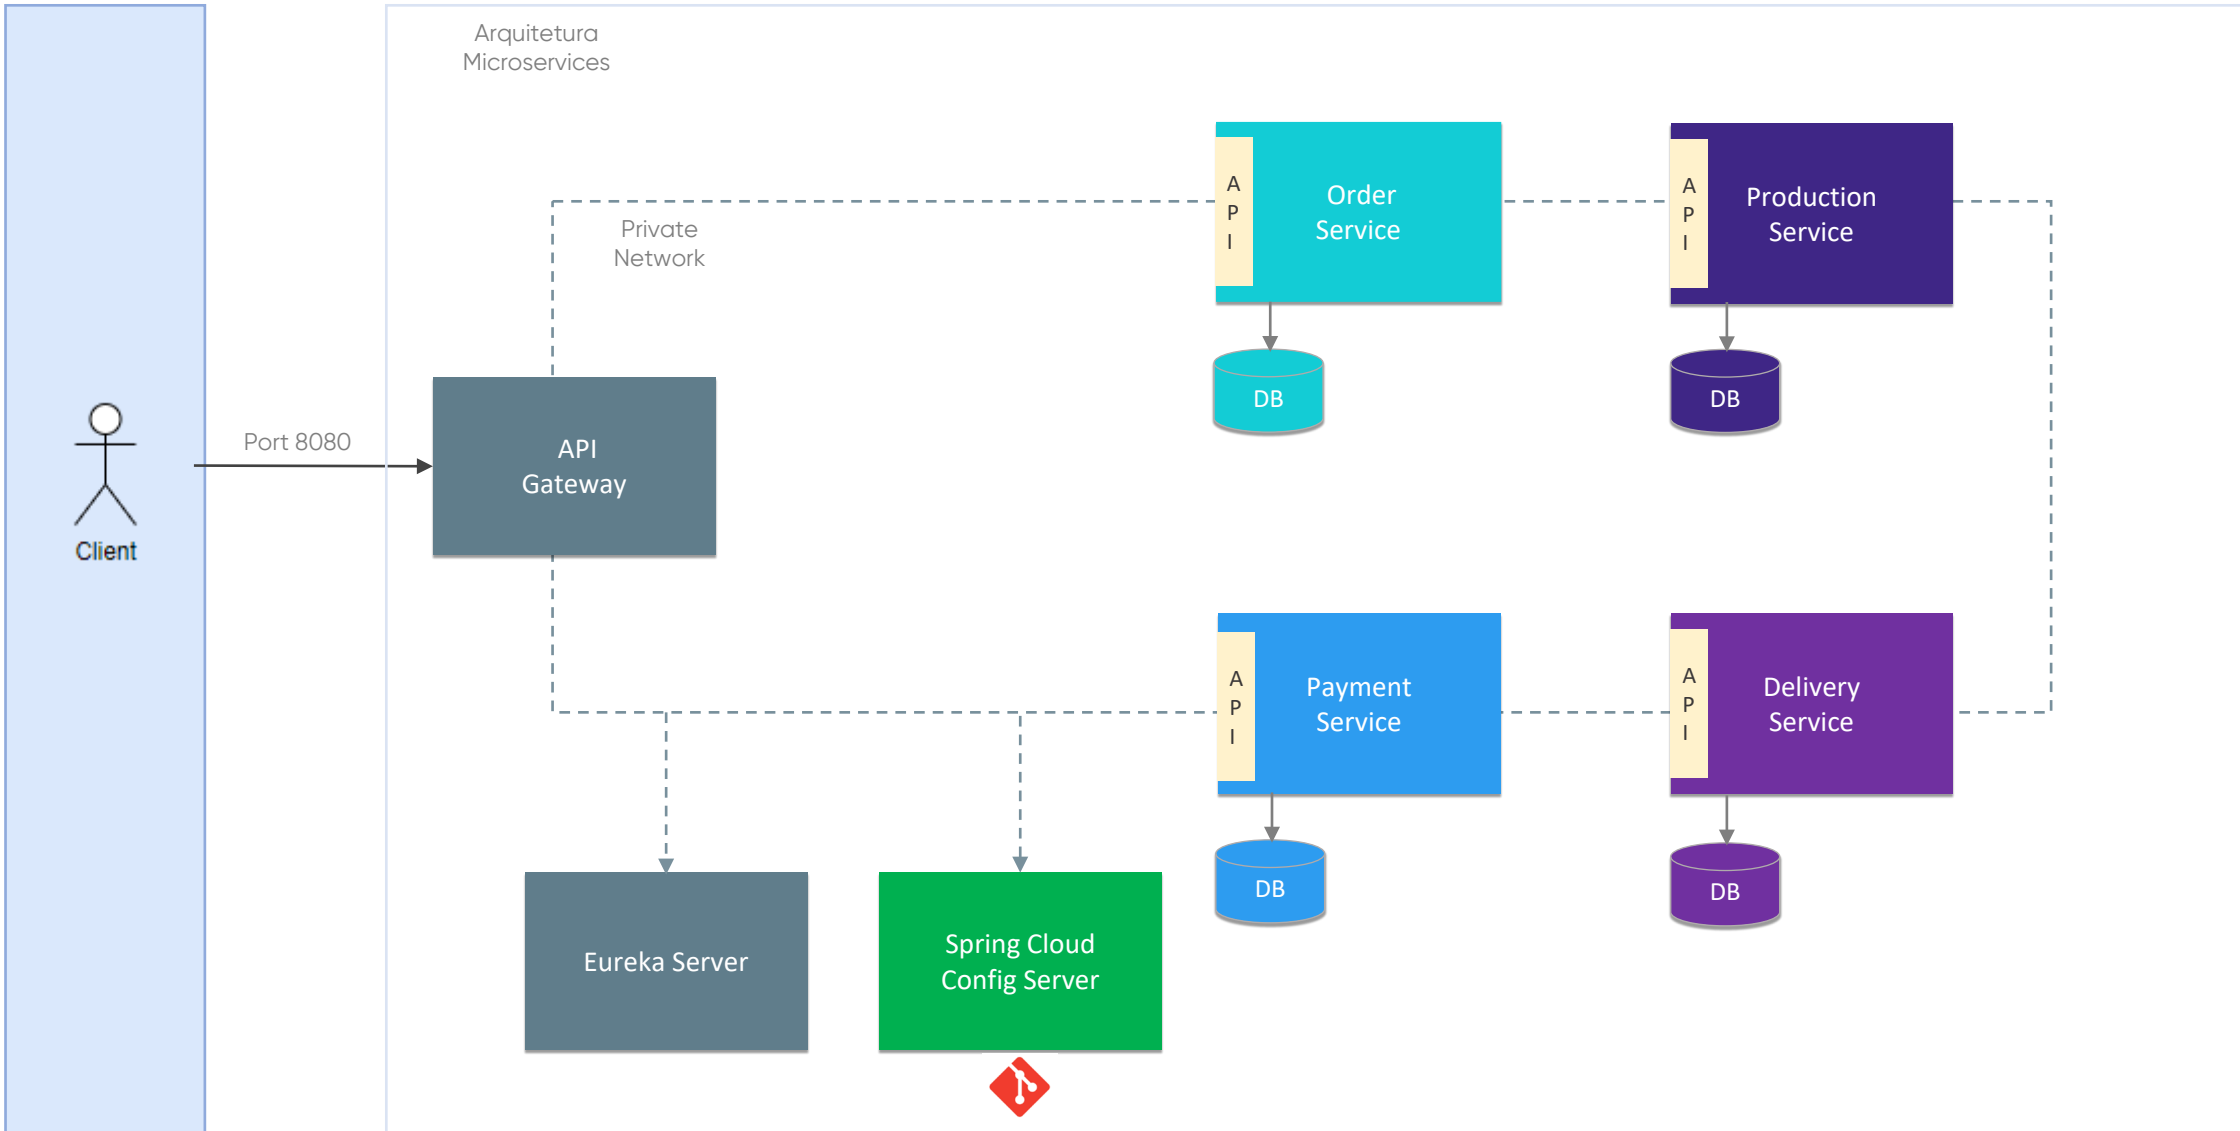 Arquitetura
Microservices
Private
Network
A
P
I
Order
Service
A
P
I
Production
Service
DB
DB
Port 8080
API
Gateway
Client
A
P
I
Payment
Service
A
P
I
Delivery
Service
DB
DB
Eureka Server
Spring Cloud
Config Server